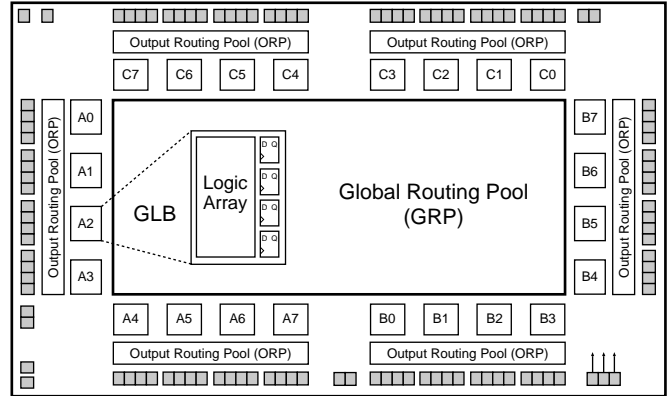 Output Routing Pool (ORP)
Output Routing Pool (ORP)
C7 C6 C5 C4
C3 C2 C1 C0
Output Routing Pool (ORP)
A0
A1
A2
A3
GLB
Logic
Array
D Q
D Q
D Q
D Q
Global Routing Pool
(GRP)
B7
B6
B5
B4
Output Routing Pool (ORP)
A4 A5 A6 A7
B0 B1 B2 B3
Output Routing Pool (ORP)
Output Routing Pool (ORP)